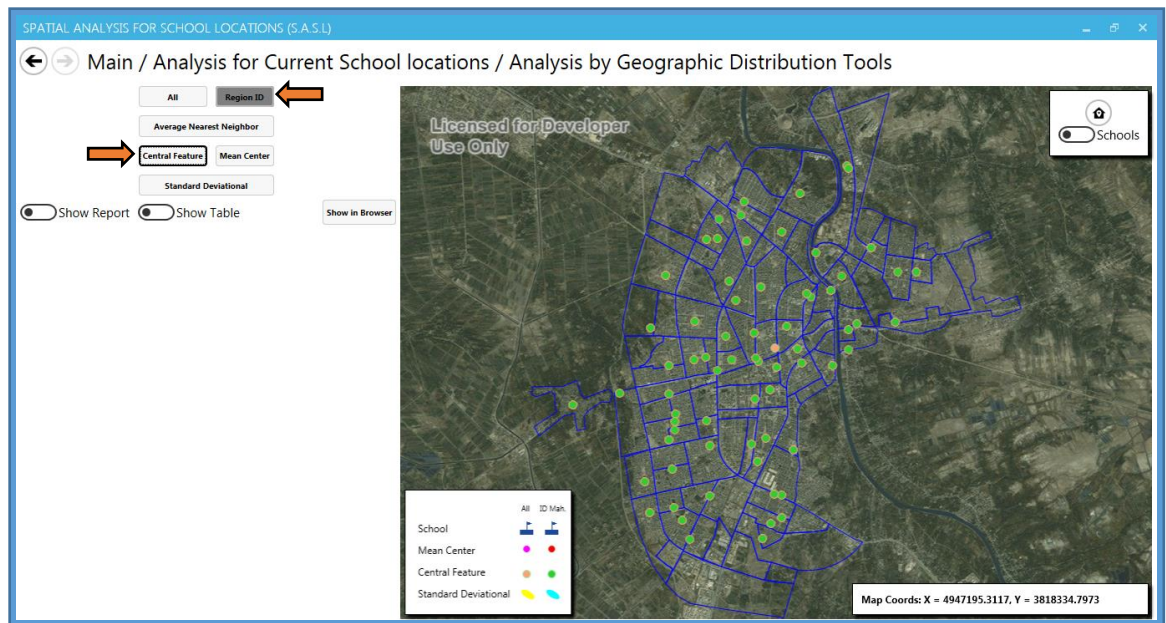 SPATIAL ANALYSIS FOR SCHOOL LOCATIONS (S.A.S.L)
Main / Analysis for Current School locations / Analysis by Geographic Distribution Tools
All Region ID
Average Nearest Neighbor
Central Feature Mean Center
Standard Deviational
Show Report Show Table Show in Browser
Licensed for Developer
Use Only
Schools
All ID Mah.
School
Mean Center
Central Feature
Standard Deviational
Map Coords: X = 4947195.3117, Y = 3818334.7973